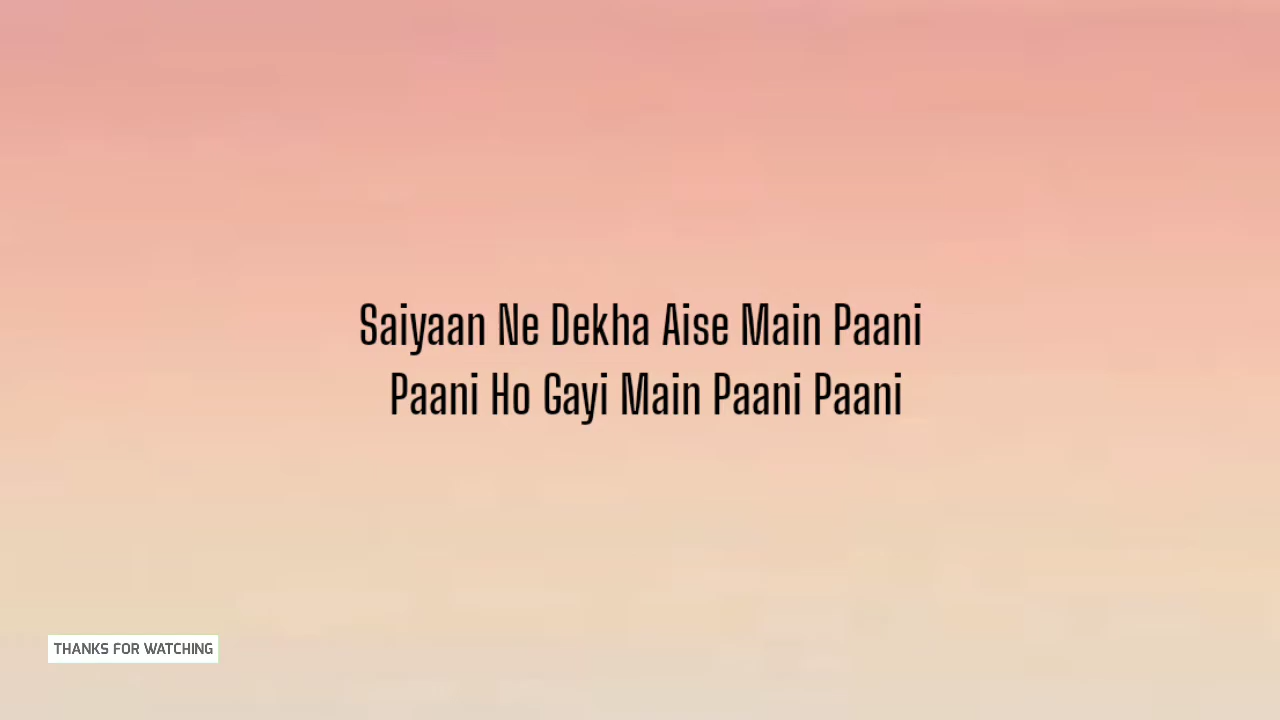 Saiyaan Ne Dekha Aise Main Paani
Paani Ho Gayi Main Paani Paani
THANKS FOR WATCHING